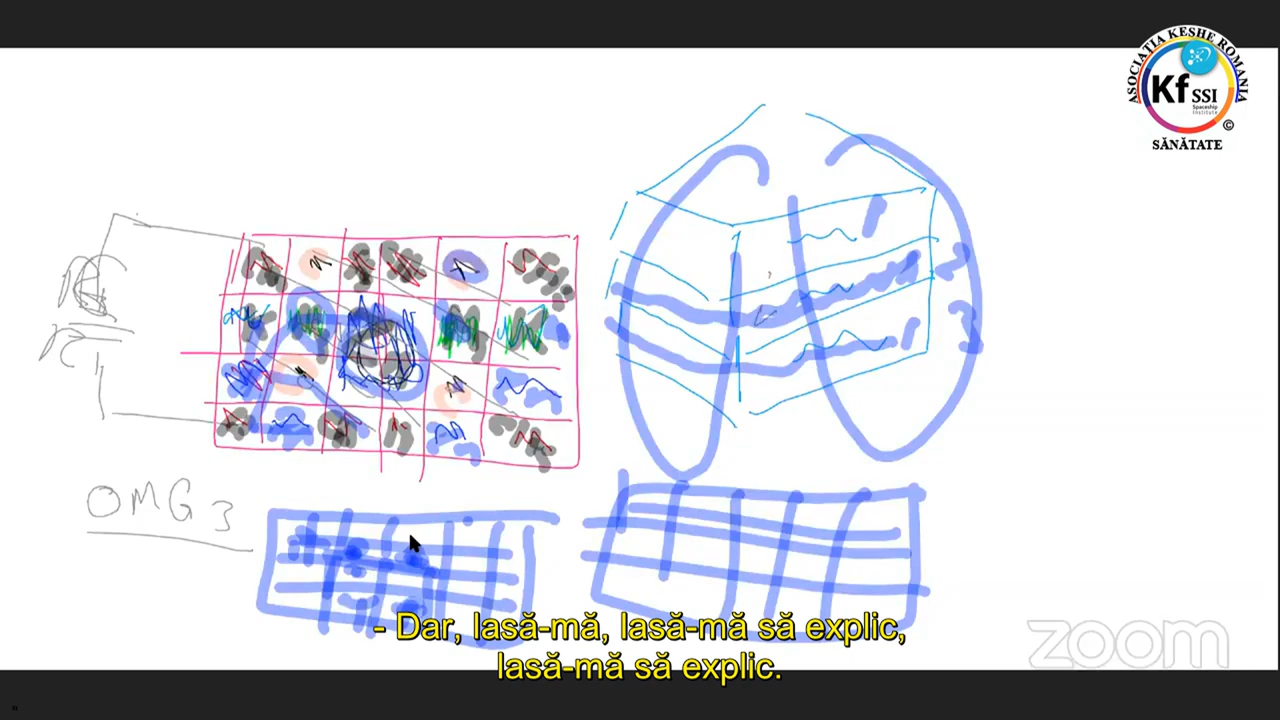 ASOCIAȚIA KESHE ROMANIA
Kf SSI
Spaceship
Institute
©
SĂNĂTATE
OMG 3
- Dar, lasă-mă, lasă-mă să explic,
lasă-mă să explic.
zoom